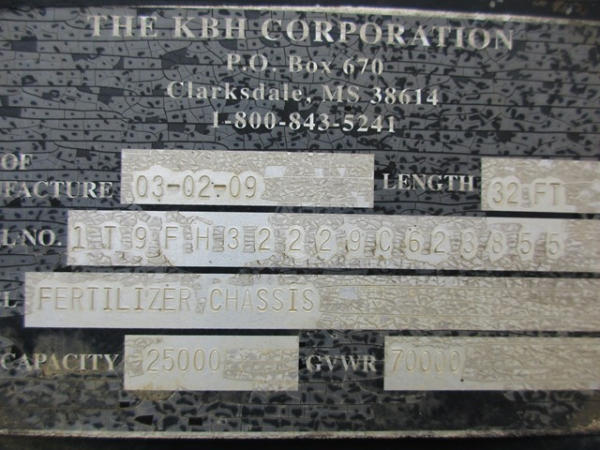 THE KBH CORPORATION
P.O. Box 670
Clarksdale, MS 38614
1-800-843-5241
OF
FACTURE 03-02-09 LENGTH 32 FT
L NO. 1T9FH32229C623855
L FERTILIZER CHASSIS
CAPACITY 25000 GVWR 70000